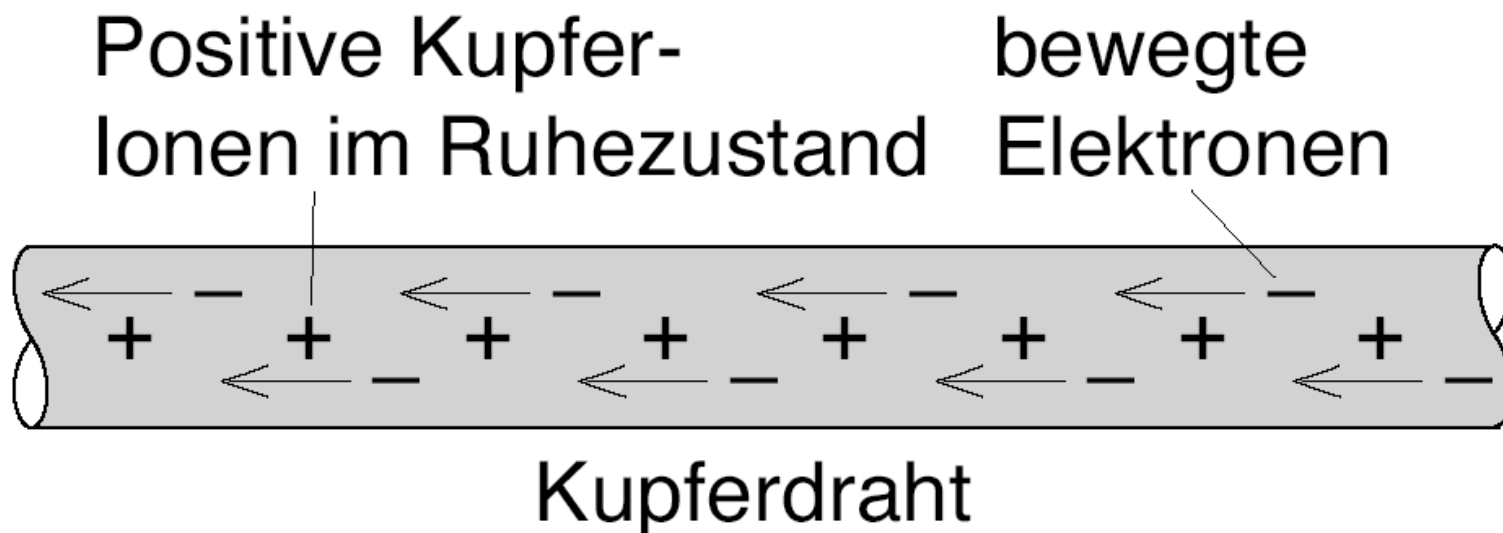 Positive Kupfer-
Ionen im Ruhezustand
bewegte
Elektronen
Kupferdraht